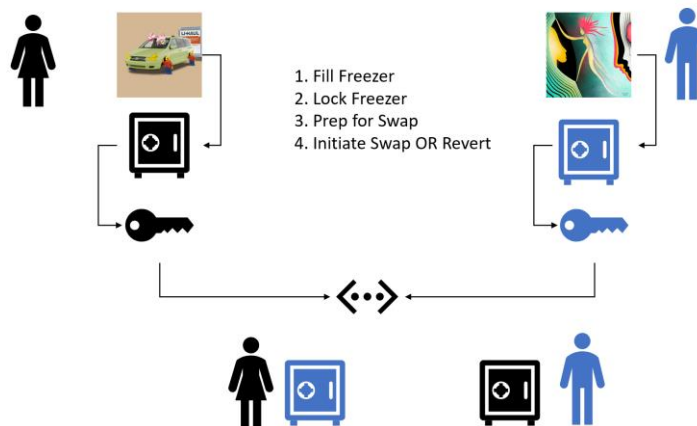 1. Fill Freezer
2. Lock Freezer
3. Prep for Swap
4. Initiate Swap OR Revert